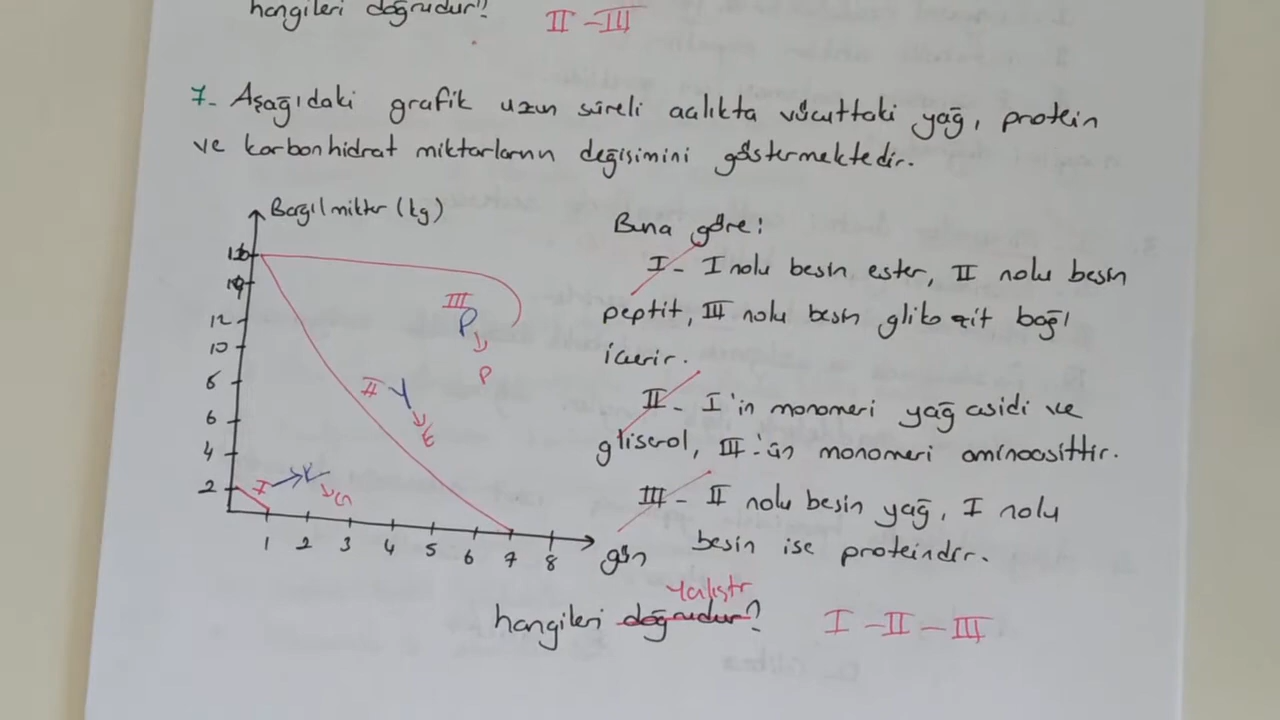 hangileri doğrudur?
II - III
7- Aşağıdaki grafik uzun süreli açlıkta vücuttaki yağ, protein
ve karbonhidrat miktarlarının değişimini göstermektedir.
Bağıl miktar (kg)
12
10
6
6
4
2
1 2 3 4 5 6 7 8
gün
I → K → G
II Y → E
III P → P
Buna göre:
I - I nolu besin ester, II nolu besin
peptit, III nolu besin glikozit bağı
içerir.
II - I'in monomeri yağ asidi ve
gliserol, III'ün monomeri aminoasittir.
III - II nolu besin yağ, I nolu
besin ise proteindir.
Yalıştr
hangileri doğrudur?
I - II - III